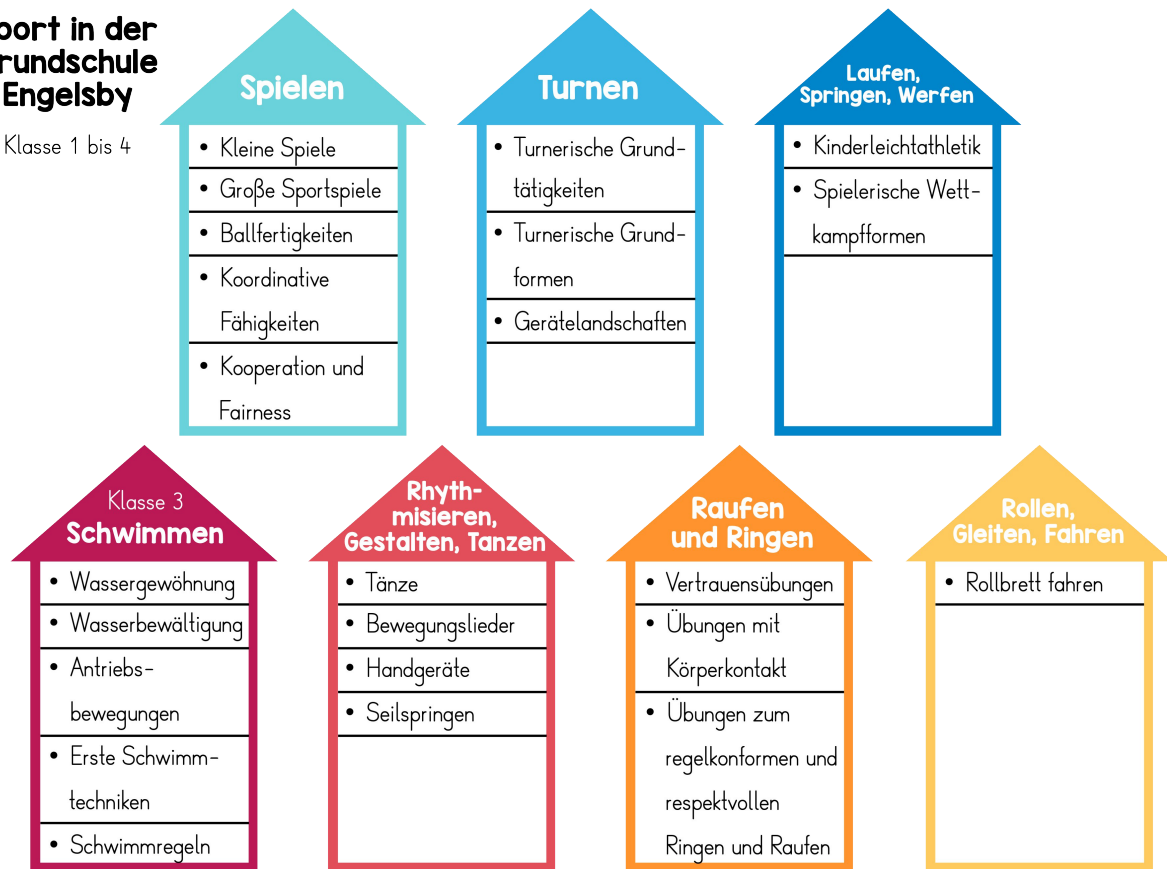 port in der
rundschule
Engelsby
Klasse 1 bis 4
Spielen
• Kleine Spiele
• Große Sportspiele
• Ballfertigkeiten
• Koordinative
Fähigkeiten
• Kooperation und
Fairness
Turnen
• Turnerische Grund-
tätigkeiten
• Turnerische Grund-
formen
• Gerätelandschaften
Laufen,
Springen, Werfen
• Kinderleichtathletik
• Spielerische Wett-
kampfformen
Klasse 3
Schwimmen
• Wassergewöhnung
• Wasserbewältigung
• Antriebs-
bewegungen
• Erste Schwimm-
techniken
• Schwimmregeln
Rhyth-
misieren,
Gestalten, Tanzen
• Tänze
• Bewegungslieder
• Handgeräte
• Seilspringen
Raufen
und Ringen
• Vertrauensübungen
• Übungen mit
Körperkontakt
• Übungen zum
regelkonformen und
respektvollen
Ringen und Raufen
Rollen,
Gleiten, Fahren
• Rollbrett fahren